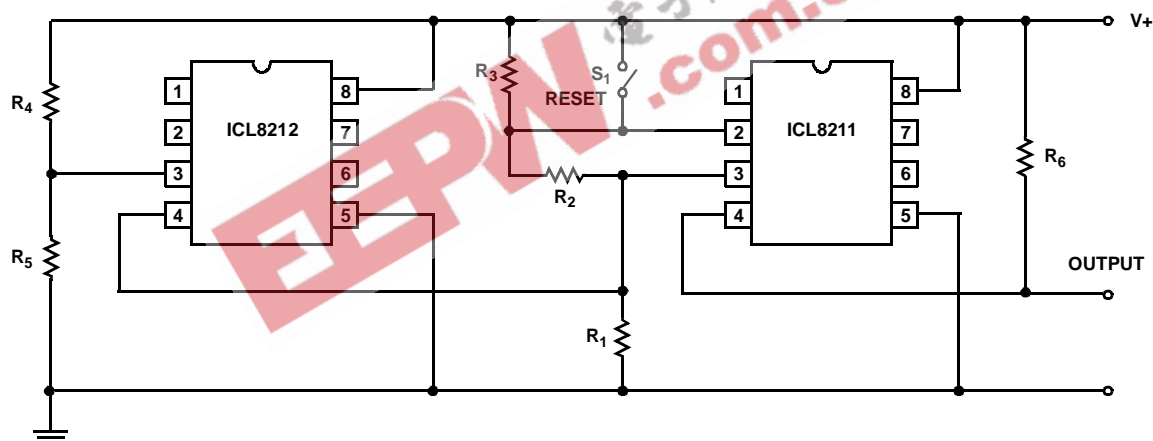 V+
R4
1
8
2
ICL8212
7
3
6
4
5
R5
R3
S1
RESET
R2
R1
1
8
2
ICL8211
7
3
6
4
5
R6
OUTPUT
EEPW
.com.